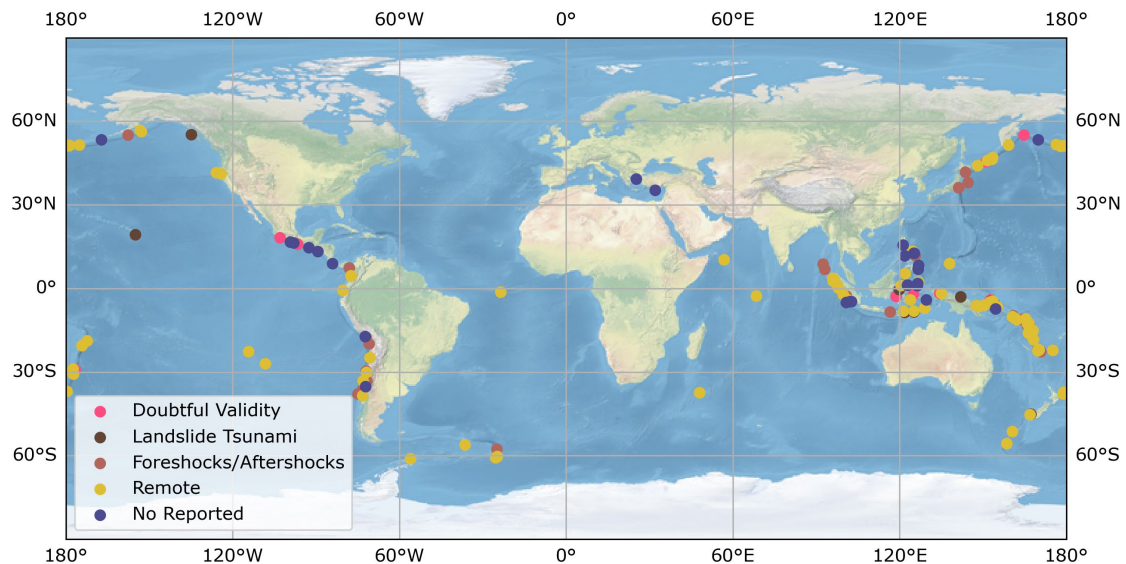 180° 120°W 60°W 0° 60°E 120°E 180°
60°N 60°N
30°N 30°N
0° 0°
30°S 30°S
60°S 60°S
Doubtful Validity
Landslide Tsunami
Foreshocks/Aftershocks
Remote
No Reported
180° 120°W 60°W 0° 60°E 120°E 180°